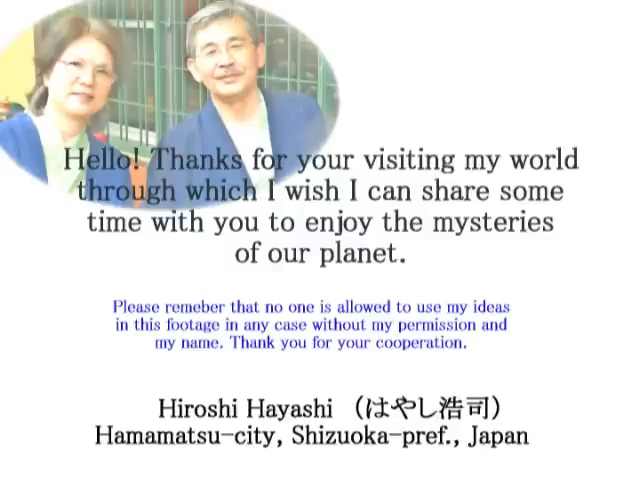 Hello! Thanks for your visiting my world
through which I wish I can share some
time with you to enjoy the mysteries
of our planet.
Please remeber that no one is allowed to use my ideas
in this footage in any case without my permission and
my name. Thank you for your cooperation.
Hiroshi Hayashi （はやし浩司）
Hamamatsu-city, Shizuoka-pref., Japan